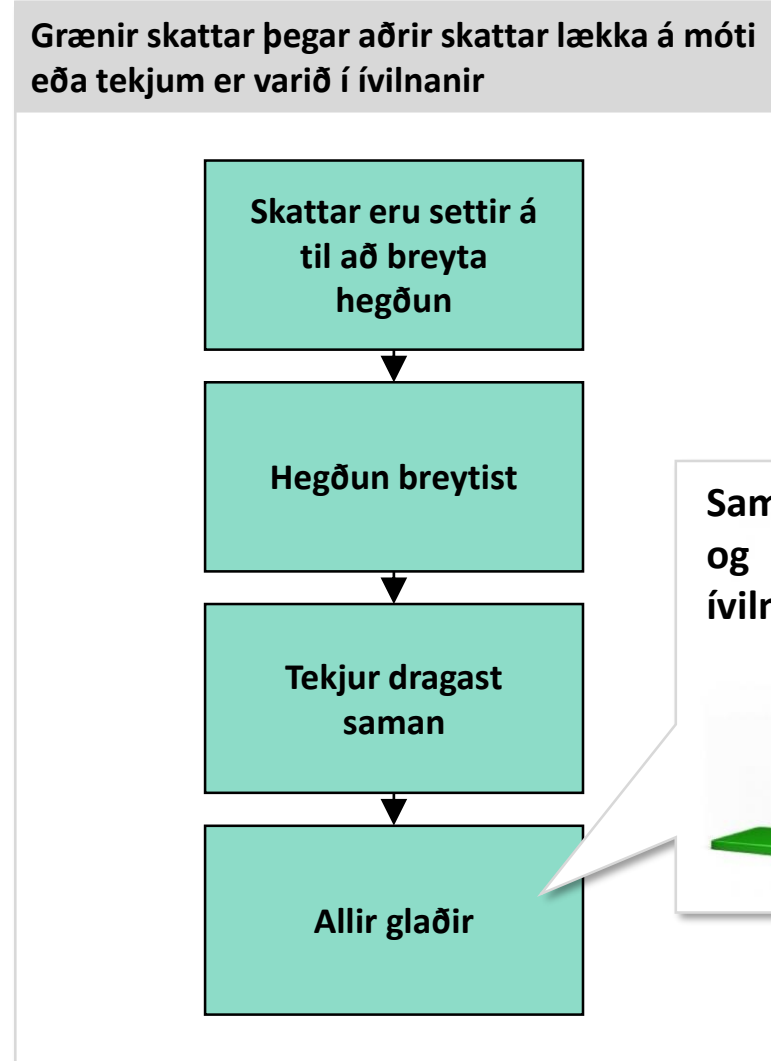 Grænir skattar þegar aðrir skattar lækka á móti
eða tekjum er varið í ívilnanir
Skattar eru settir á
til að breyta
hegðun
Hegðun breytist
Tekjur dragast
saman
Allir glaðir
og